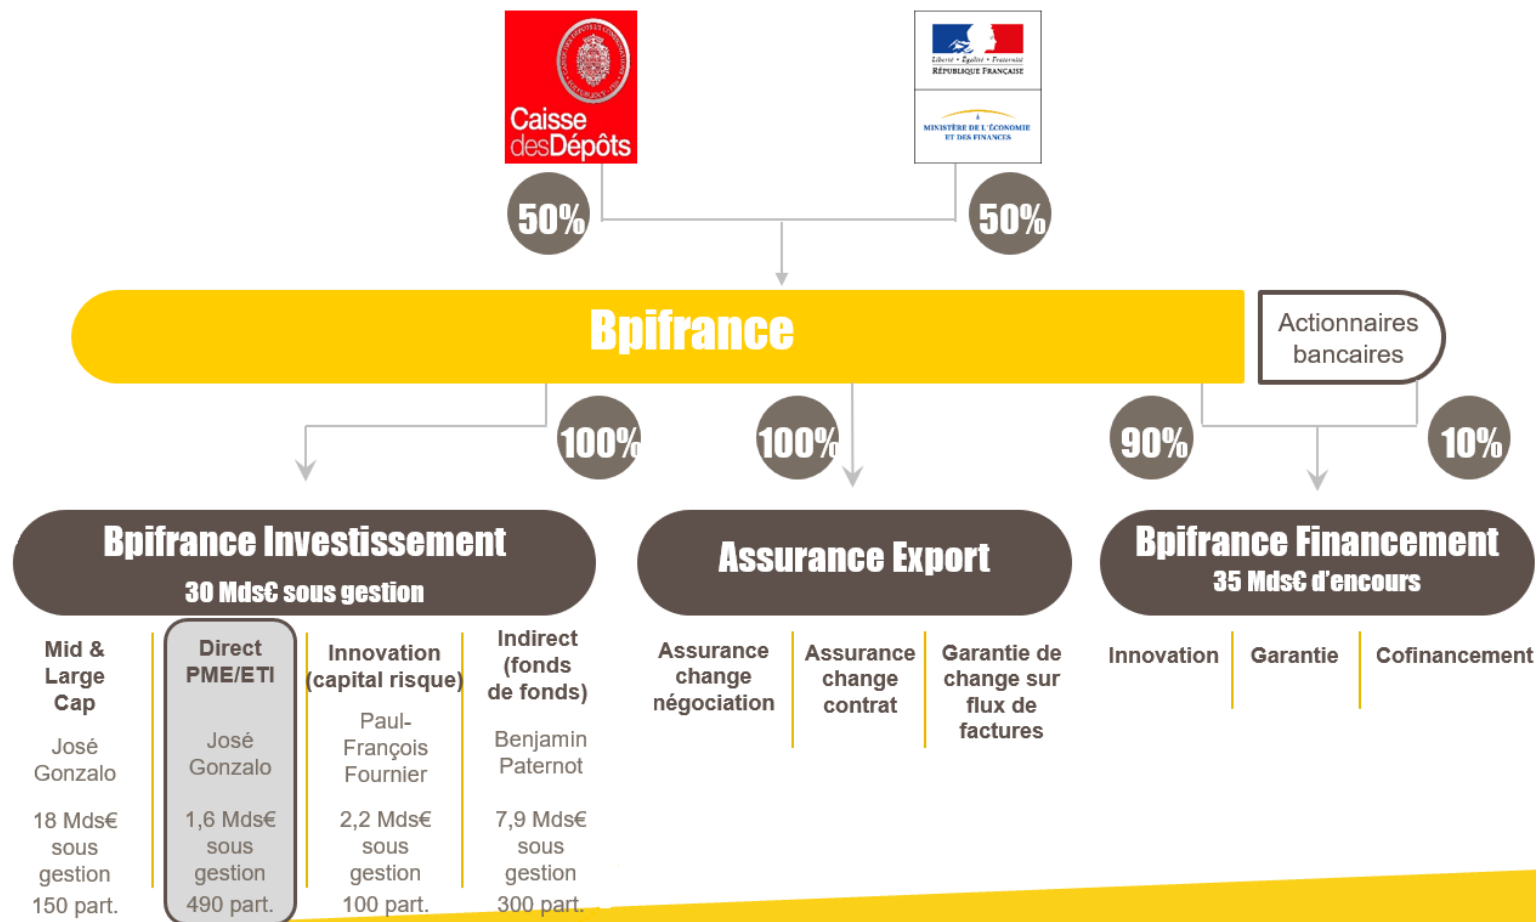 Caisse
desDépôts
Liberté • Égalité • Fraternité
RÉPUBLIQUE FRANÇAISE
MINISTÈRE DE L'ÉCONOMIE
ET DES FINANCES
50%
50%
Bpifrance
Actionnaires
bancaires
100%
100%
90%
10%
Bpifrance Investissement
30 Mds€ sous gestion
Assurance Export
Bpifrance Financement
35 Mds€ d'encours
Mid &
Large
Cap
José
Gonzalo
18 Mds€
sous
gestion
150 part.
Direct
PME/ETI
José
Gonzalo
1,6 Mds€
sous
gestion
490 part.
Innovation
(capital risque)
Paul-
François
Fournier
2,2 Mds€
sous
gestion
100 part.
Indirect
(fonds
de fonds)
Benjamin
Paternot
7,9 Mds€
sous
gestion
300 part.
Assurance
change
négociation
Assurance
change
contrat
Garantie de
change sur
flux de
factures
Innovation
Garantie
Cofinancement